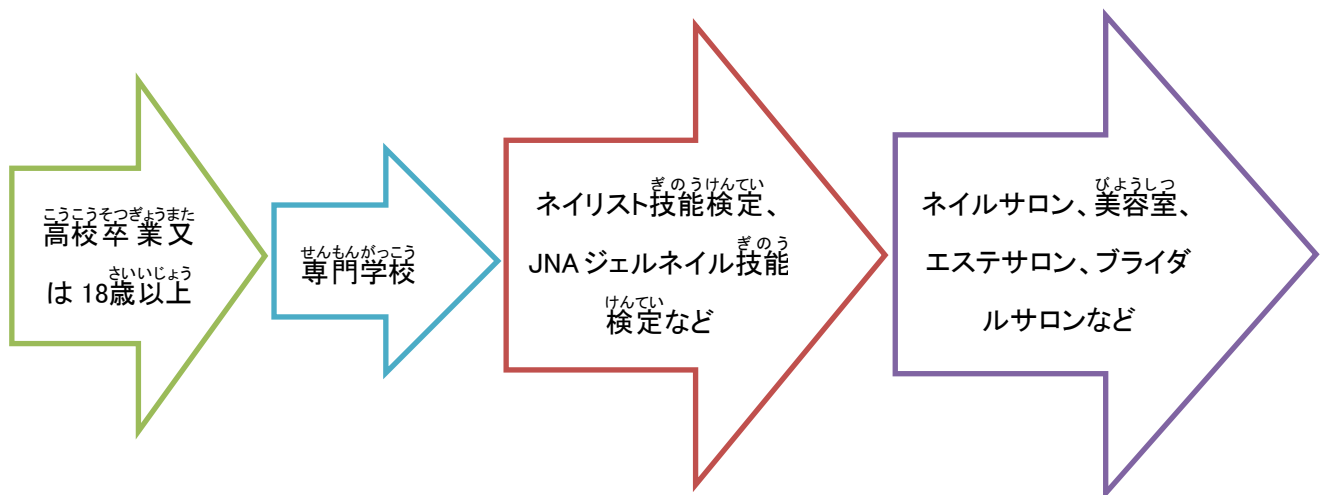 こうこうそつぎょうまた
高校卒業又
さいいじょう
は 18歳以上
せんもんがっこう
専門学校
ぎのうけんてい
ネイリスト技能検定、
ぎのう
JNAジェルネイル技能
けんてい
検定など
びようしつ
ネイルサロン、美容室、
エステサロン、ブライダ
ルサロンなど